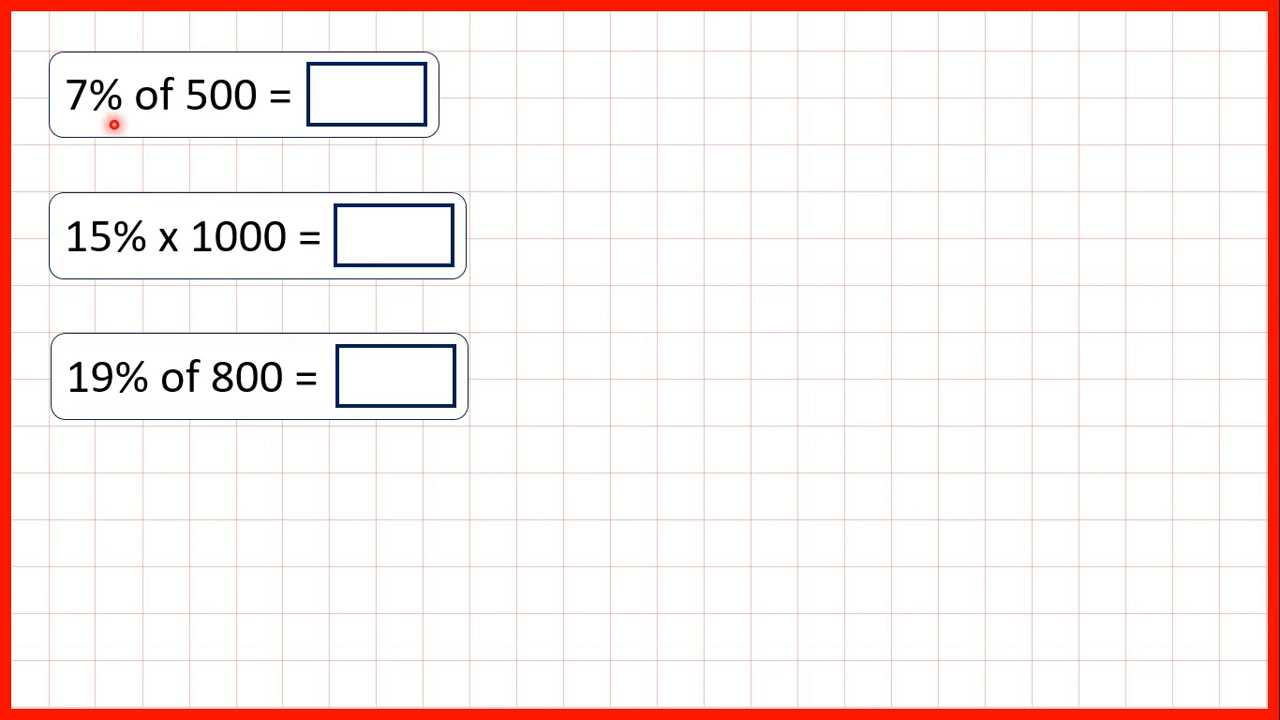 7% of 500 =
15% x 1000 =
19% of 800 =